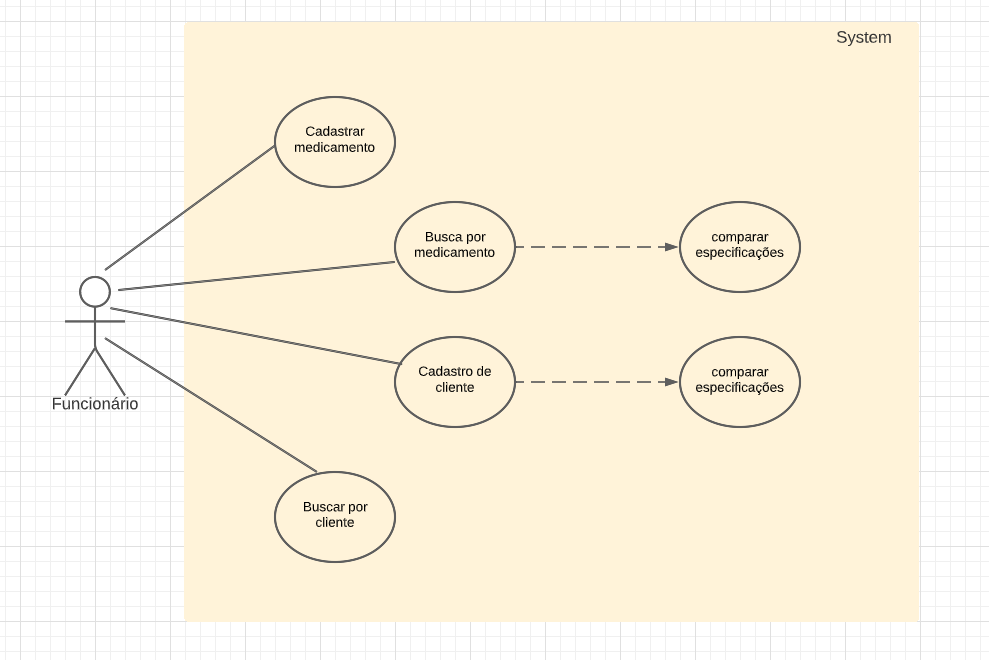 System
Cadastrar
medicamento
Busca por
medicamento
comparar
especificações
Cadastro de
cliente
comparar
especificações
Funcionário
Buscar por
cliente